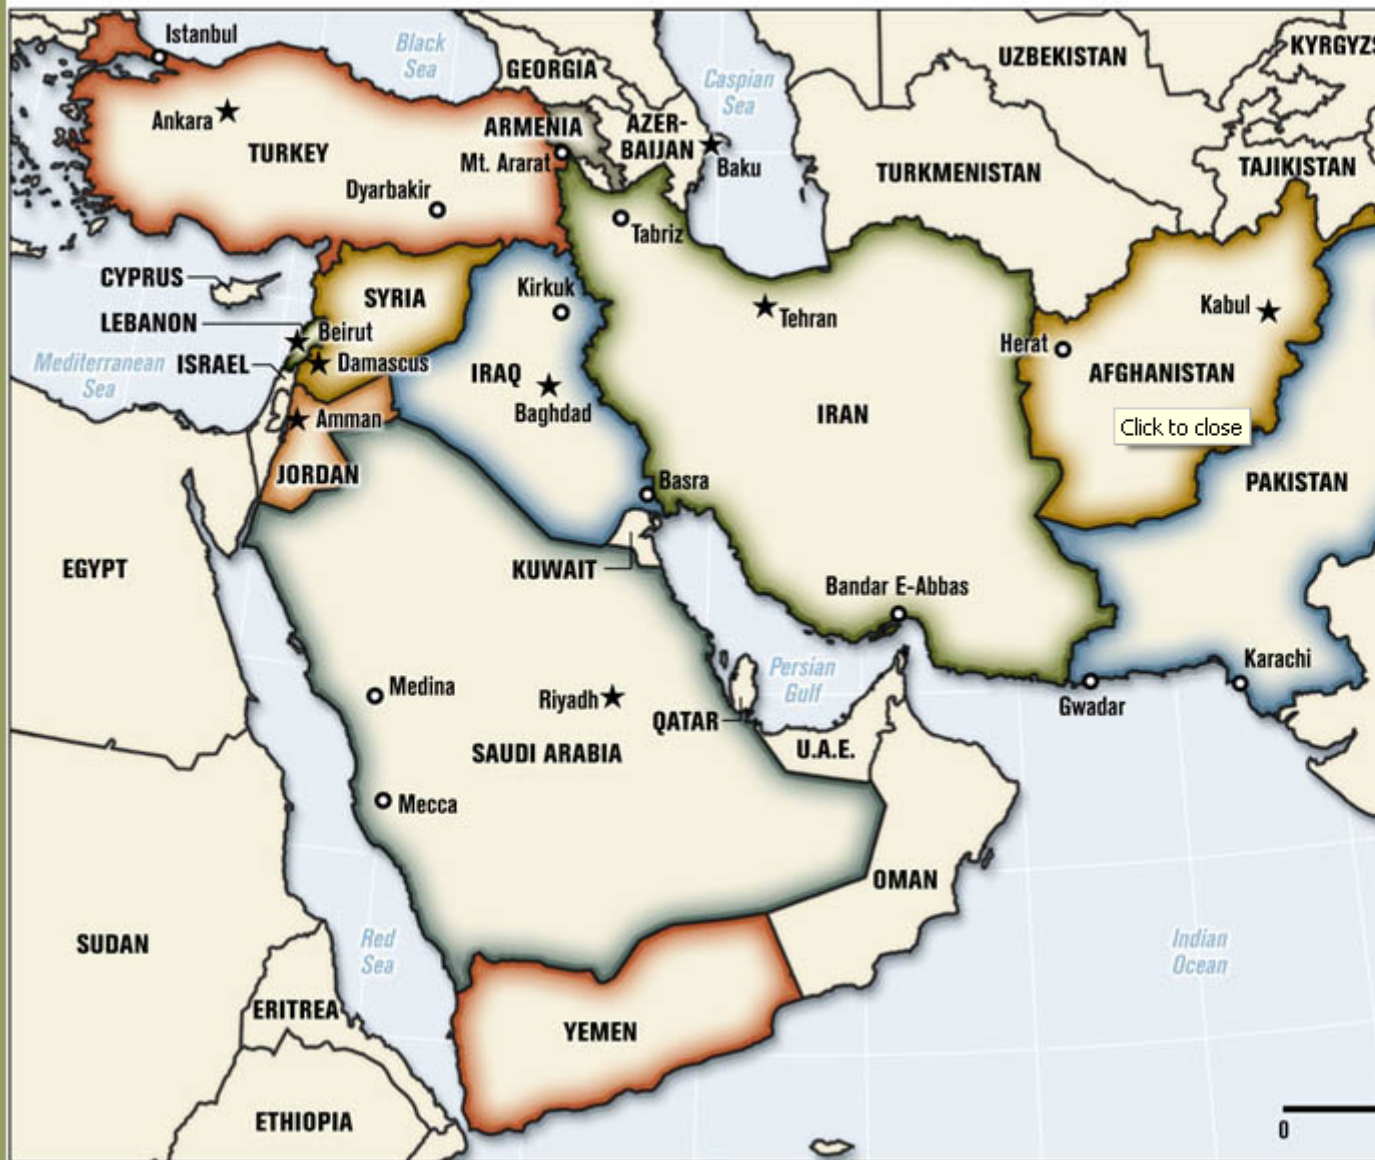 Istanbul
Black
Sea
GEORGIA
Caspian
Sea
UZBEKISTAN
KYRGYZS
Ankara
TURKEY
ARMENIA
AZER-
BAIJAN
Baku
Mt. Ararat
TURKMENISTAN
TAJIKISTAN
Dyarbakir
Tabriz
CYPRUS
SYRIA
Kirkuk
Tehran
Kabul
LEBANON
Beirut
Herat
Mediterranean
Sea
ISRAEL
Damascus
IRAQ
Baghdad
AFGHANISTAN
IRAN
Amman
Click to close
JORDAN
Basra
PAKISTAN
EGYPT
KUWAIT
Bandar E-Abbas
Medina
Riyadh
Persian
Gulf
Karachi
Gwadar
QATAR
SAUDI ARABIA
U.A.E.
Mecca
OMAN
SUDAN
Red
Sea
Indian
Ocean
ERITREA
YEMEN
ETHIOPIA
0